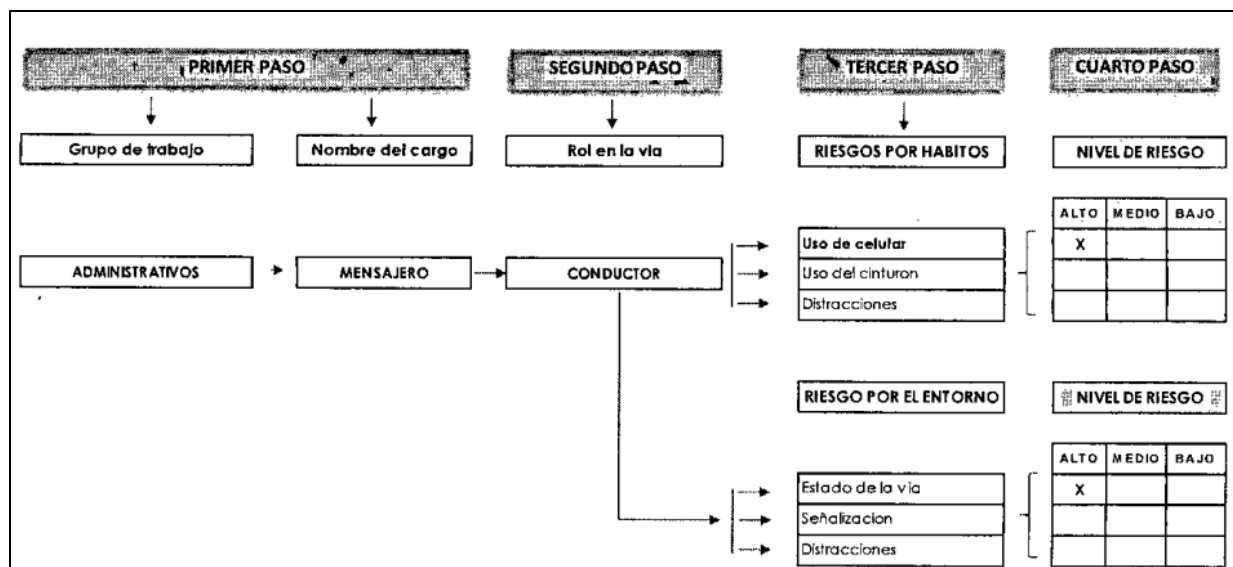 PRIMER PASO SEGUNDO PASO TERCER PASO CUARTO PASO
Grupo de trabajo Nombre del cargo Rol en la via RIESGOS POR HABITOS NIVEL DE RIESGO
ALTO MEDIO BAJO
Uso de celular X
ADMINISTRATIVOS MENSAJERO CONDUCTOR Uso del cinturon
Distracciones
RIESGO POR EL ENTORNO NIVEL DE RIESGO
ALTO MEDIO BAJO
Estado de la via X
Señalizacion
Distracciones